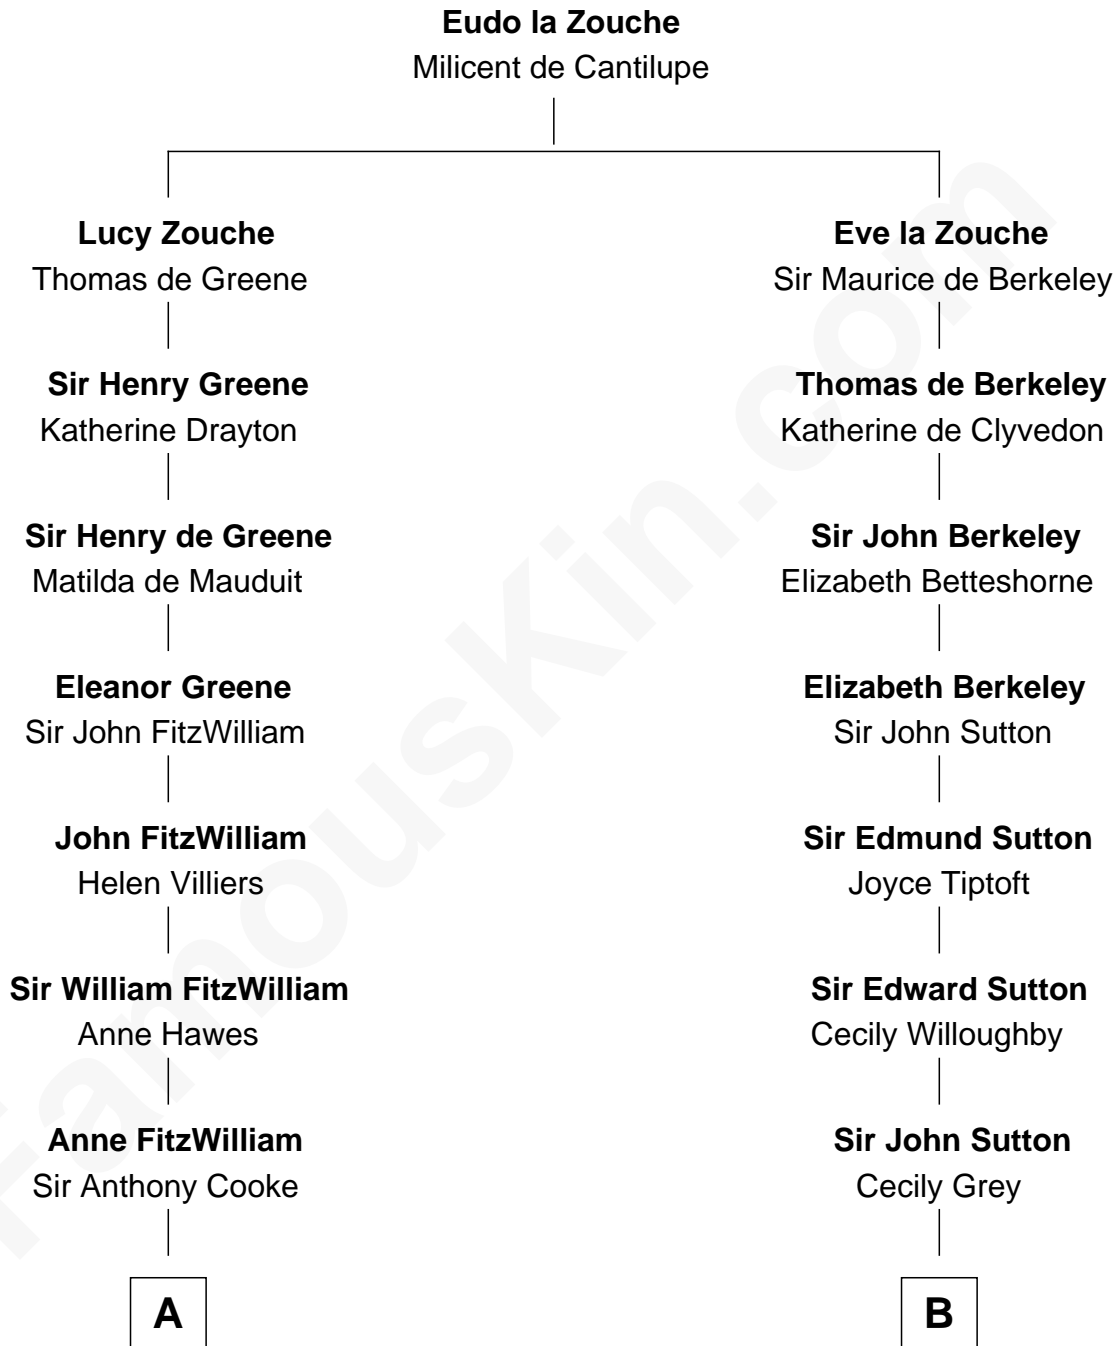 Eudo la Zouche
Milicent de Cantilupe
Lucy Zouche
Thomas de Greene
Eve la Zouche
Sir Maurice de Berkeley
Sir Henry Greene
Katherine Drayton
Thomas de Berkeley
Katherine de Clyvedon
Sir Henry de Greene
Matilda de Mauduit
Sir John Berkeley
Elizabeth Betteshorne
Eleanor Greene
Sir John FitzWilliam
Elizabeth Berkeley
Sir John Sutton
John FitzWilliam
Helen Villiers
Sir Edmund Sutton
Joyce Tiptoft
Sir William FitzWilliam
Anne Hawes
Sir Edward Sutton
Cecily Willoughby
Anne FitzWilliam
Sir Anthony Cooke
Sir John Sutton
Cecily Grey
A
B
FamousKin.com